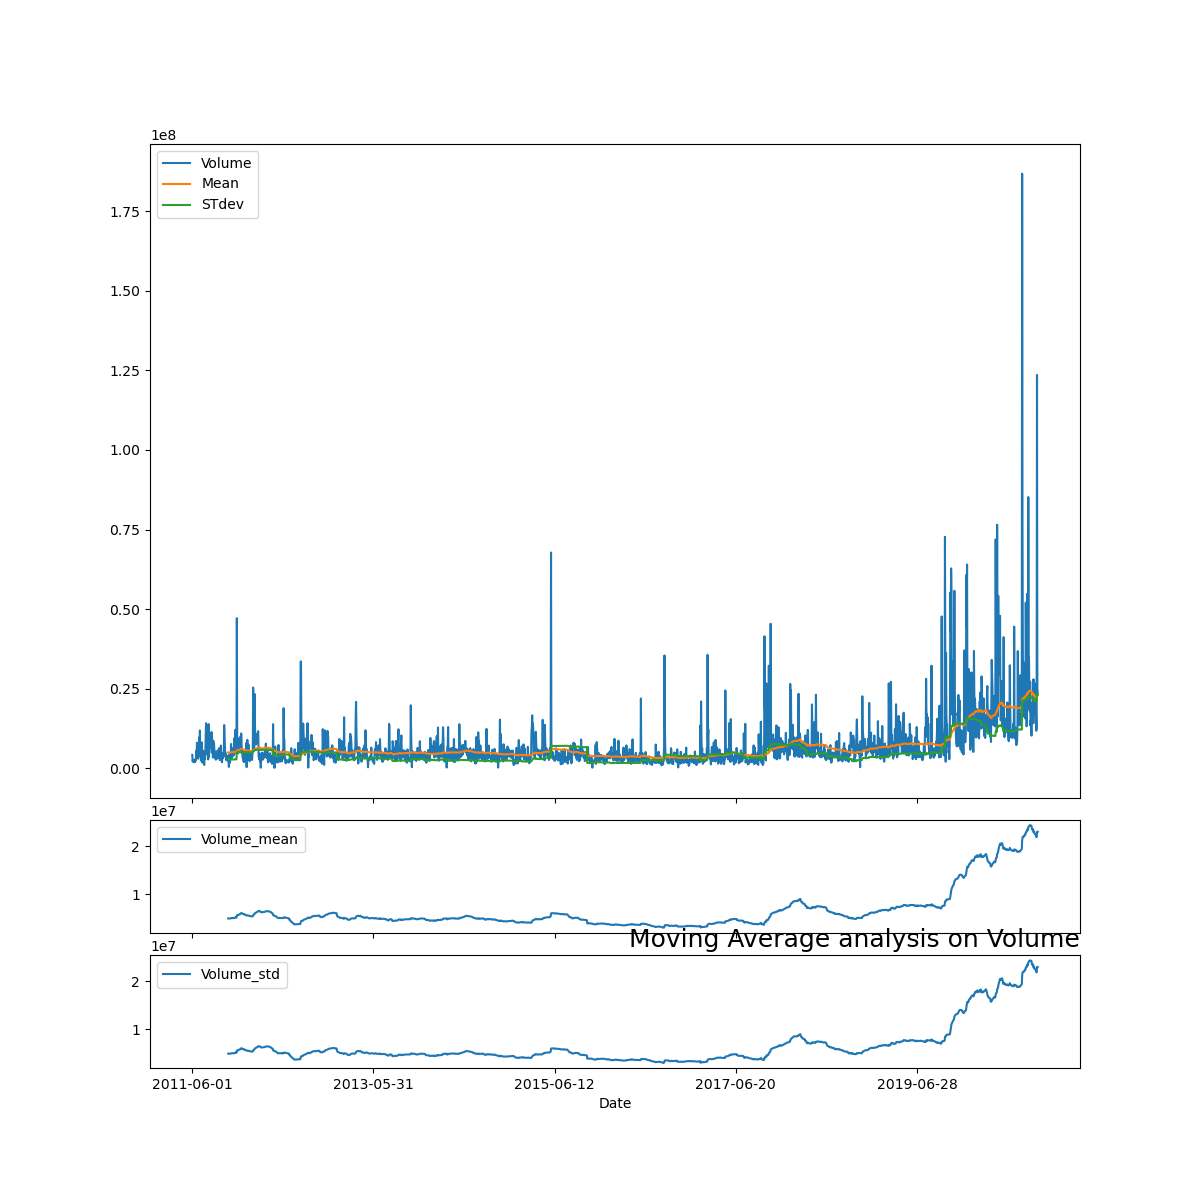 1e8
Volume
Mean
STdev
1.75
1.50
1.25
1.00
0.75
0.50
0.25
0.00
1e7
Volume_mean
2
1
Moving Average analysis on Volume
1e7
Volume_std
2
1
2011-06-01 2013-05-31 2015-06-12 2017-06-20 2019-06-28
Date